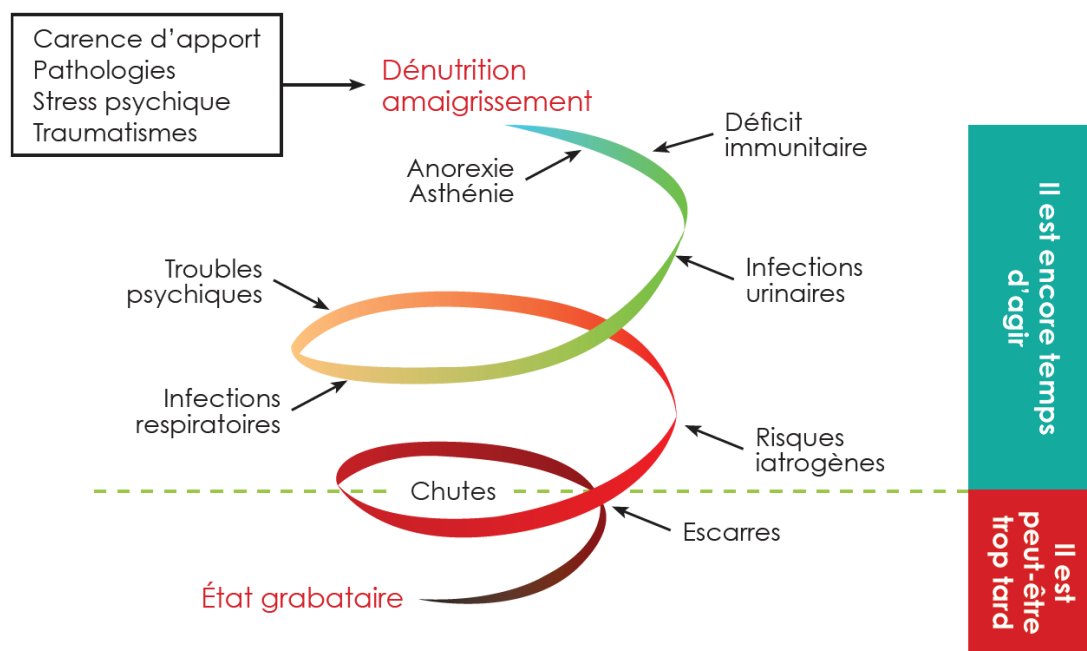 Carence d’apport
Pathologies
Stress psychique
Traumatismes
Dénutrition
amaigrissement
Déficit
immunitaire
Anorexie
Asthénie
Infections
urinaires
Troubles
psychiques
Infections
respiratoires
Risques
iatrogènes
Chutes
Escarres
État grabataire
Il est encore temps
d’agir
Il est
peut-être
trop tard